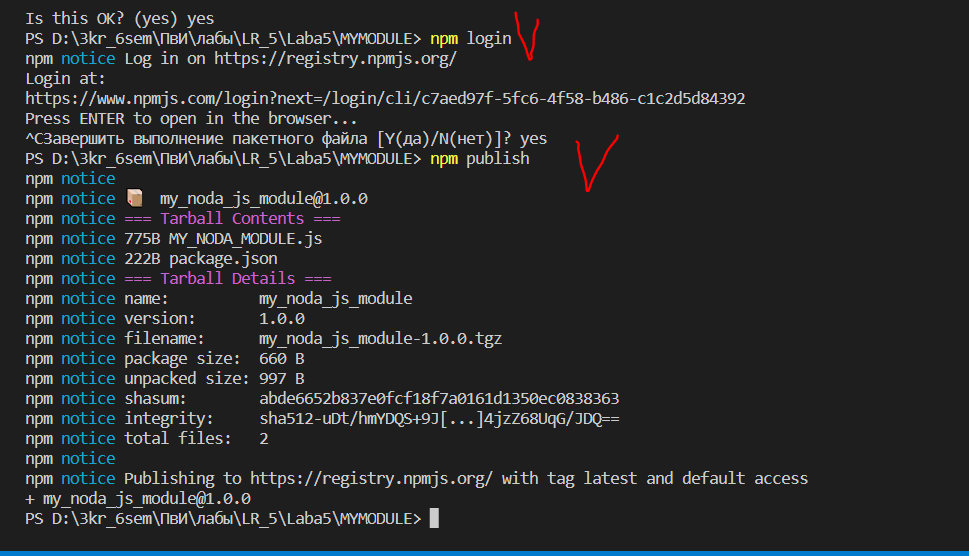 Is this OK? (yes) yes
PS D:\3kr_6sem\ПвИ\лабы\LR_5\Laba5\MYMODULE> npm login
npm notice Log in on https://registry.npmjs.org/
Login at:
https://www.npmjs.com/login?next=/login/cli/c7aed97f-5fc6-4f58-b486-c1c2d5d84392
Press ENTER to open in the browser...
^CЗавершить выполнение пакетного файла [Y(да)/N(нет)]? yes
PS D:\3kr_6sem\ПвИ\лабы\LR_5\Laba5\MYMODULE> npm publish
npm notice
npm notice 📦  my_noda_js_module@1.0.0
npm notice === Tarball Contents ===
npm notice 775B MY_NODA_MODULE.js
npm notice 222B package.json
npm notice === Tarball Details ===
npm notice name:          my_noda_js_module
npm notice version:       1.0.0
npm notice filename:      my_noda_js_module-1.0.0.tgz
npm notice package size:  660 B
npm notice unpacked size: 997 B
npm notice shasum:        abde6652b837e0fcf18f7a0161d1350ec0838363
npm notice integrity:     sha512-uDt/hmYDQS+9J[...]4jzZ68UqG/JDQ==
npm notice total files:   2
npm notice
npm notice Publishing to https://registry.npmjs.org/ with tag latest and default access
+ my_noda_js_module@1.0.0
PS D:\3kr_6sem\ПвИ\лабы\LR_5\Laba5\MYMODULE>